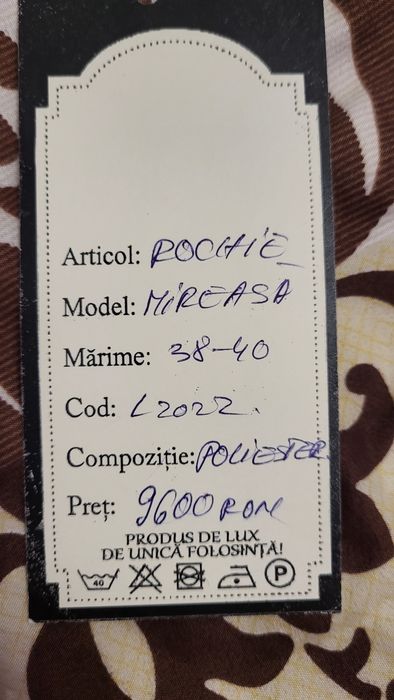 Articol: ROCHIE
Model: MIREASA
Mărime: 38-40
Cod: L2022.
Compoziție: POLIESTER
Preț: 9600 RON
PRODUS DE LUX
DE UNICĂ FOLOSINȚĂ!
40 P